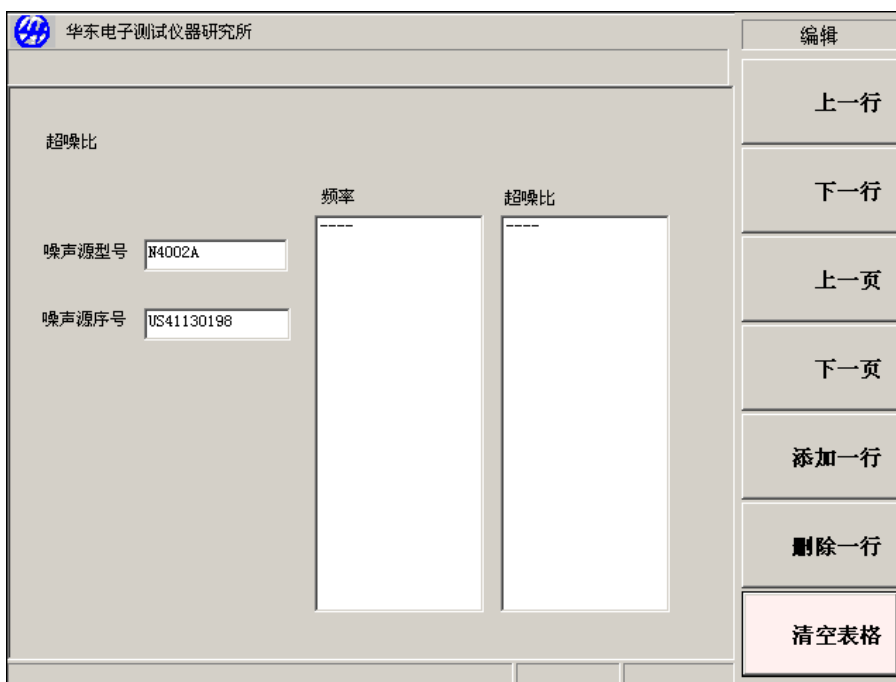 华东电子测试仪器研究所
编辑
上一行
超噪比
频率
超噪比
下一行
----
----
噪声源型号
N4002A
上一页
噪声源序号
US41130198
下一页
添加一行
删除一行
清空表格